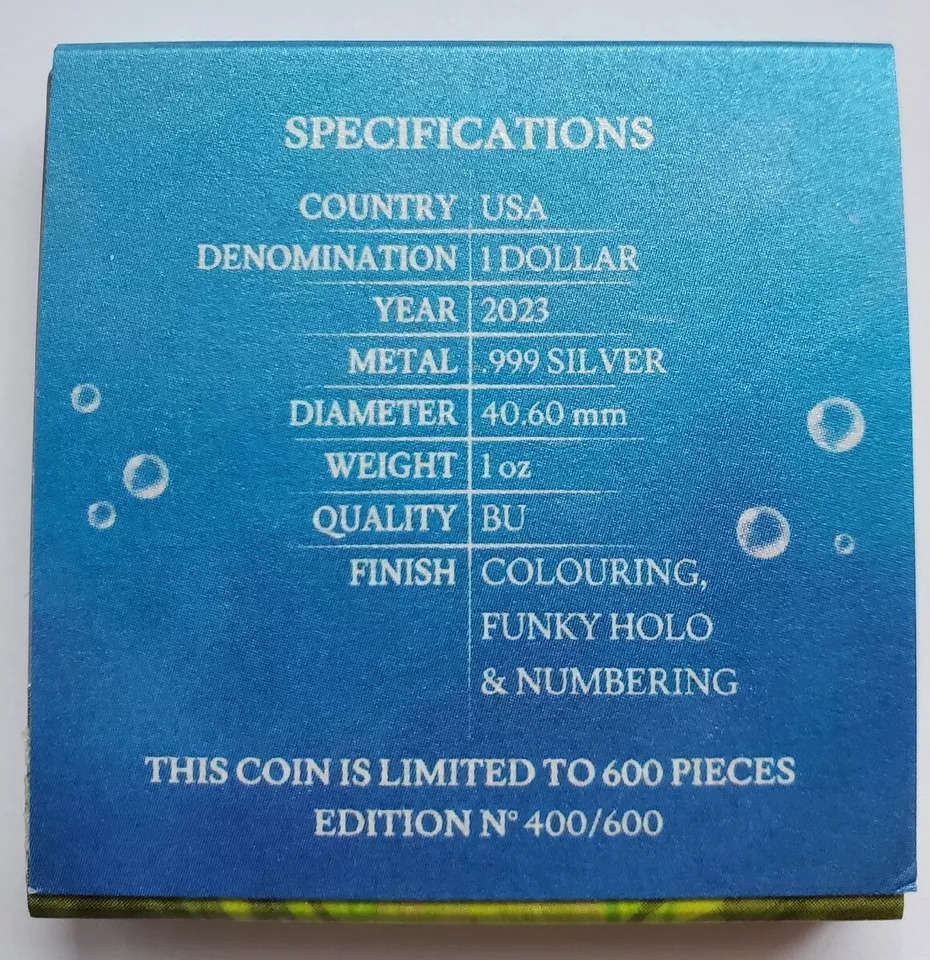 SPECIFICATIONS
COUNTRY USA
DENOMINATION 1 DOLLAR
YEAR 2023
METAL .999 SILVER
DIAMETER 40.60 mm
WEIGHT 1 oz
QUALITY BU
FINISH COLOURING,
FUNKY HOLO
& NUMBERING
THIS COIN IS LIMITED TO 600 PIECES
EDITION N° 400/600